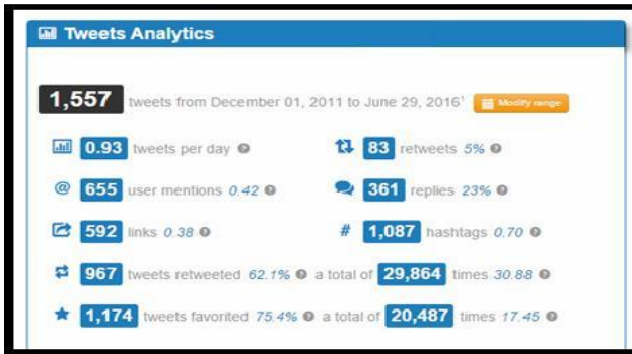 Tweets Analytics
1,557 tweets from December 01, 2011 to June 29, 2016¹ Modify range
0.93 tweets per day ?
83 retweets 5% ?
@ 655 user mentions 0.42 ?
361 replies 23% ?
592 links 0.38 ?
# 1,087 hashtags 0.70 ?
967 tweets retweeted 62.1% ? a total of 29,864 times 30.88 ?
1,174 tweets favorited 75.4% ? a total of 20,487 times 17.45 ?